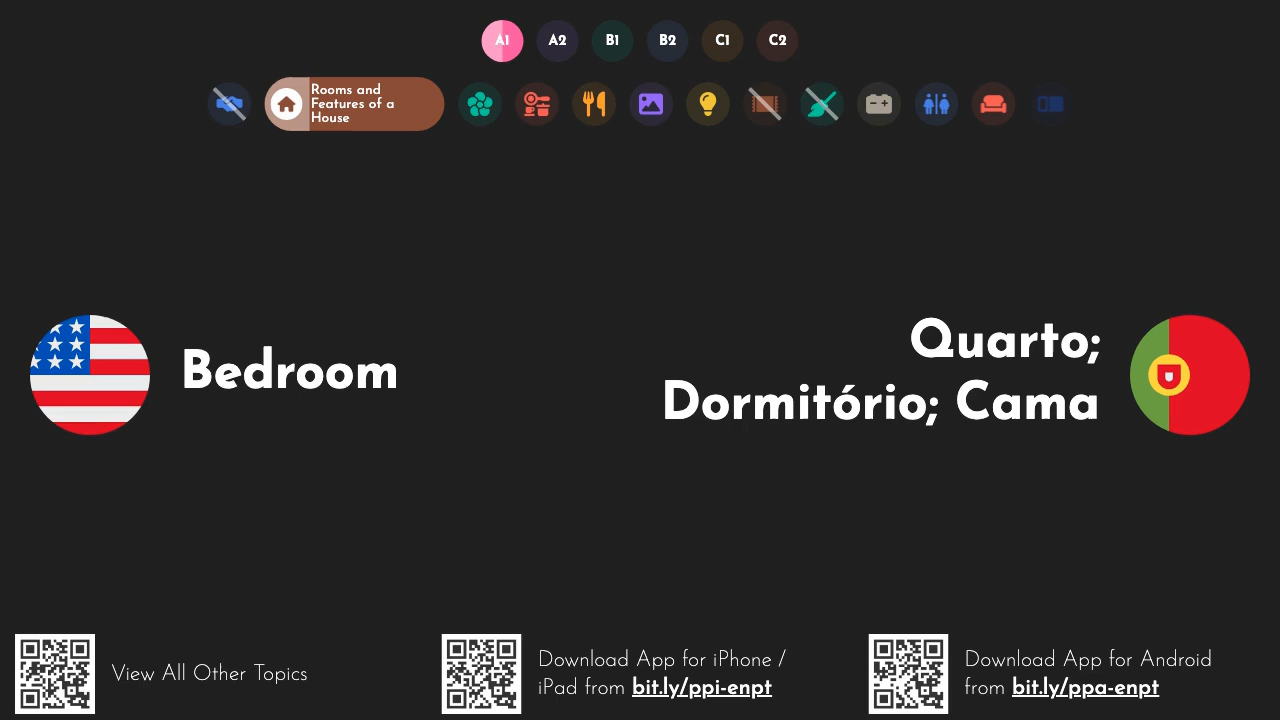 A1 A2 B1 B2 C1 C2
Rooms and
Features of a
House
Bedroom
Quarto;
Dormitório; Cama
View All Other Topics
Download App for iPhone /
iPad from bit.ly/ppi-enpt
Download App for Android
from bit.ly/ppa-enpt